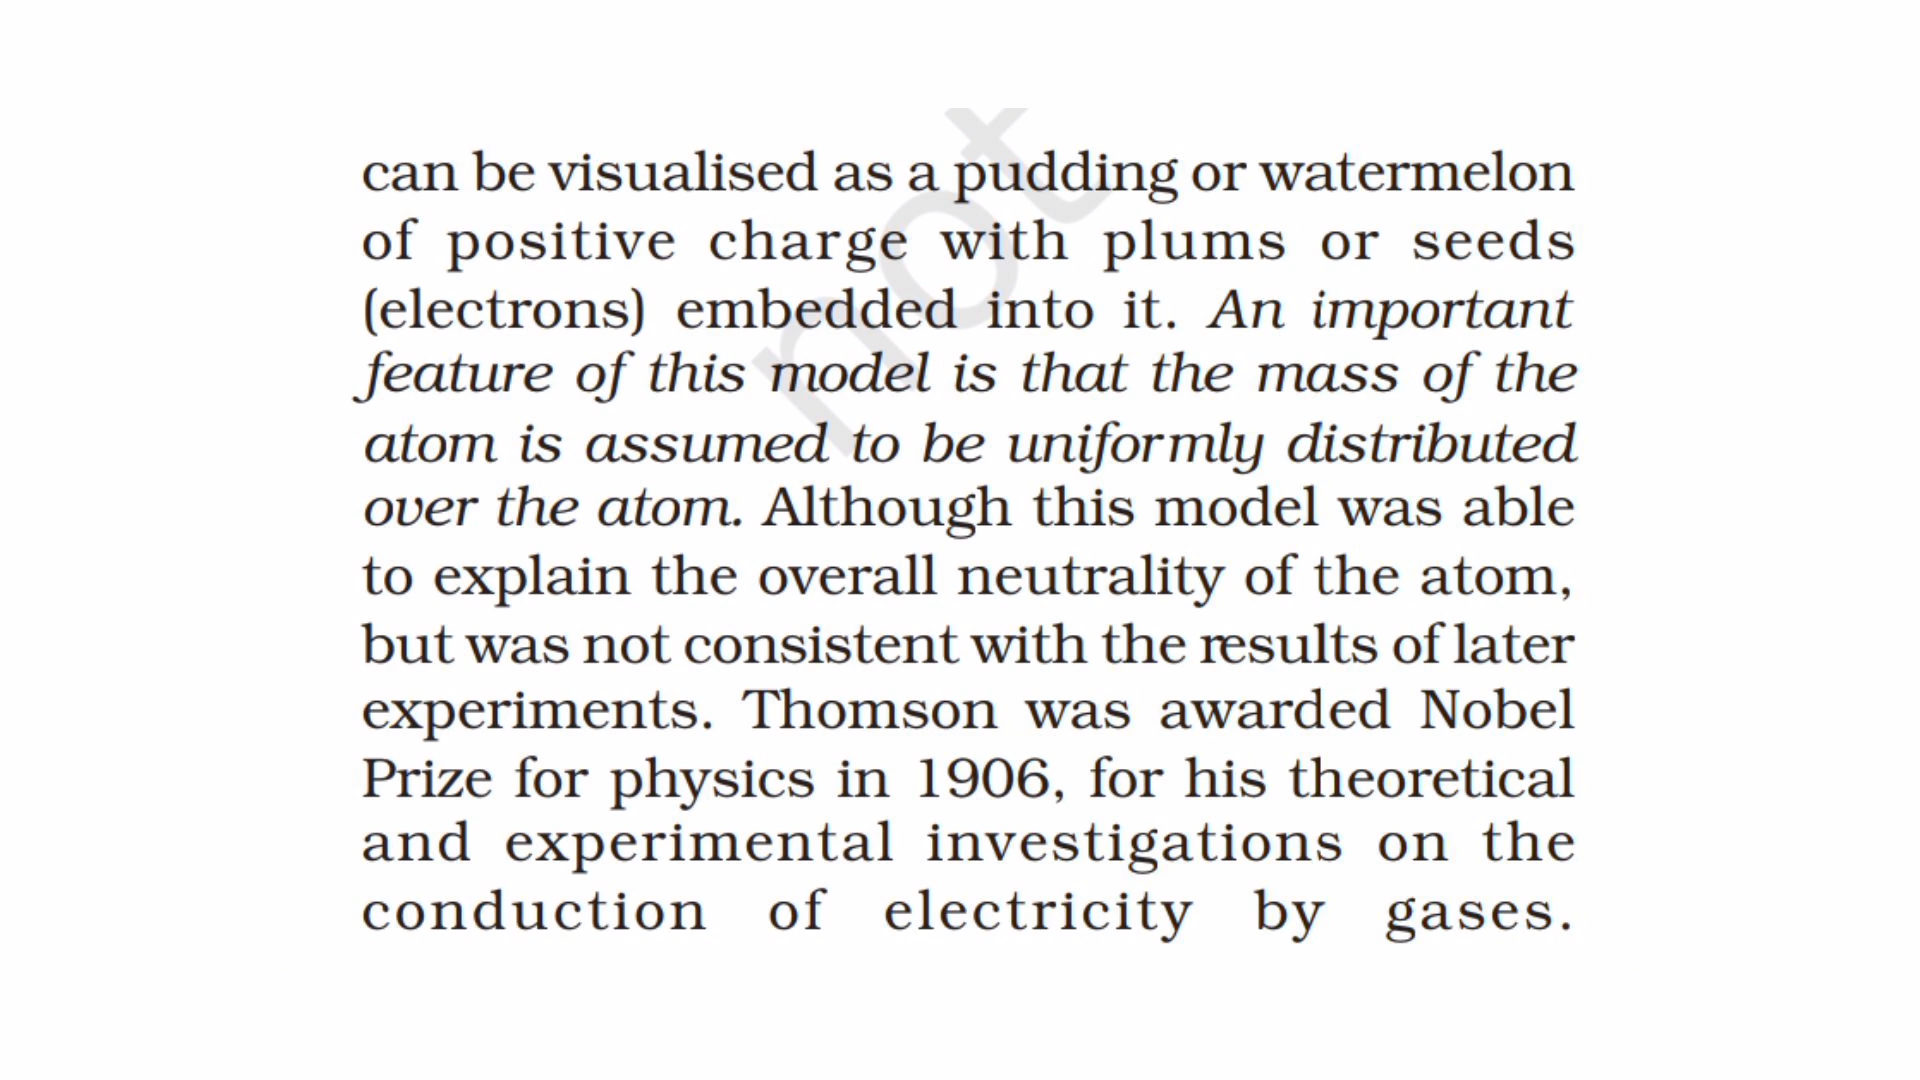 can be visualised as a pudding or watermelon
of positive charge with plums or seeds
(electrons) embedded into it. An important
feature of this model is that the mass of the
atom is assumed to be uniformly distributed
over the atom. Although this model was able
to explain the overall neutrality of the atom,
but was not consistent with the results of later
experiments. Thomson was awarded Nobel
Prize for physics in 1906, for his theoretical
and experimental investigations on the
conduction of electricity by gases.
not